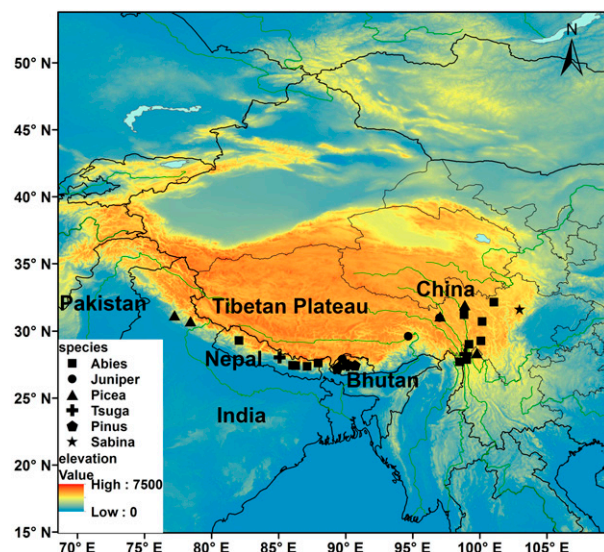 N
50° N
45° N
40° N
35° N
30° N
25° N
20° N
15° N
China
Pakistan
Tibetan Plateau
Nepal
Bhutan
India
species
Abies
Juniper
Picea
Tsuga
Pinus
Sabina
elevation
Value
High : 7500
Low : 0
70° E 75° E 80° E 85° E 90° E 95° E 100° E 105° E